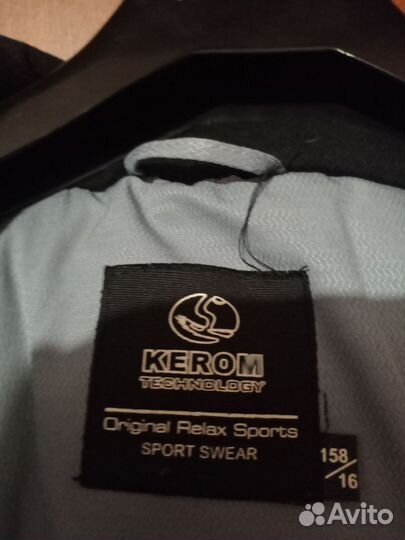 KEROM
TECHNOLOGY
Original Relax Sports
SPORT SWEAR
158/16
Avito